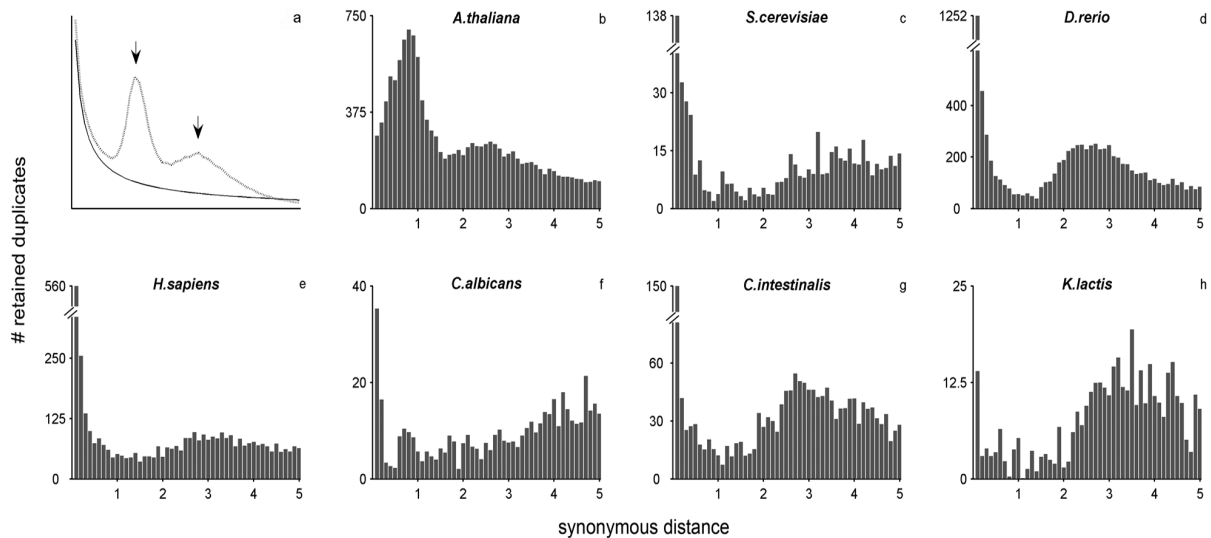 a
A.thaliana b
750
375
0
1 2 3 4 5
S.cerevisiae c
138
30
15
0
1 2 3 4 5
D.rerio d
1252
400
200
0
1 2 3 4 5
# retained duplicates
H.sapiens e
560
250
125
0
1 2 3 4 5
C.albicans f
40
20
0
1 2 3 4 5
C.intestinalis g
150
60
30
0
1 2 3 4 5
K.lactis h
25
12.5
0
1 2 3 4 5
synonymous distance